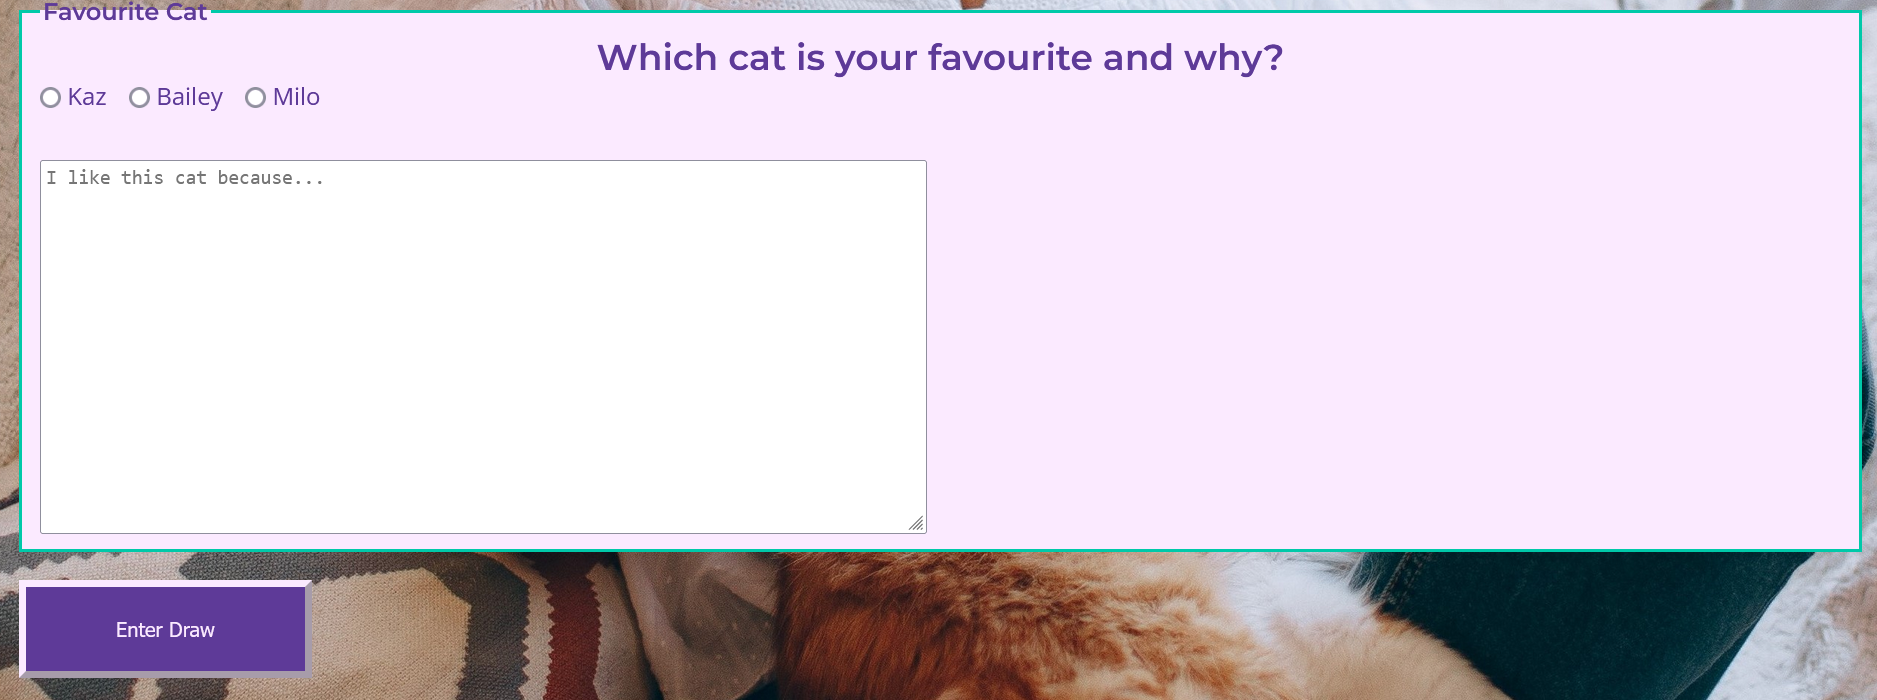 Favourite Cat
Which cat is your favourite and why?
Kaz Bailey Milo
I like this cat because...
Enter Draw